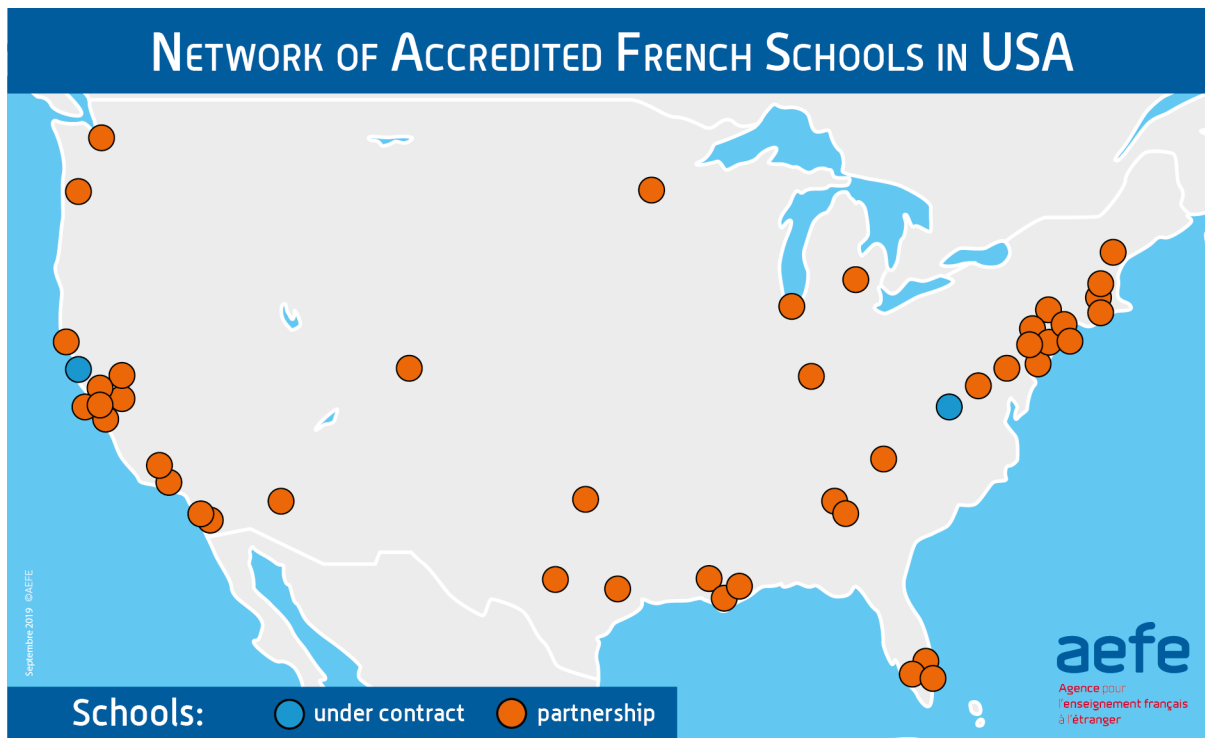 Network of Accredited French Schools in USA
Septembre 2019 ©AEFE
aefe
Agence pour
l'enseignement français
à l'étranger
Schools: under contract partnership